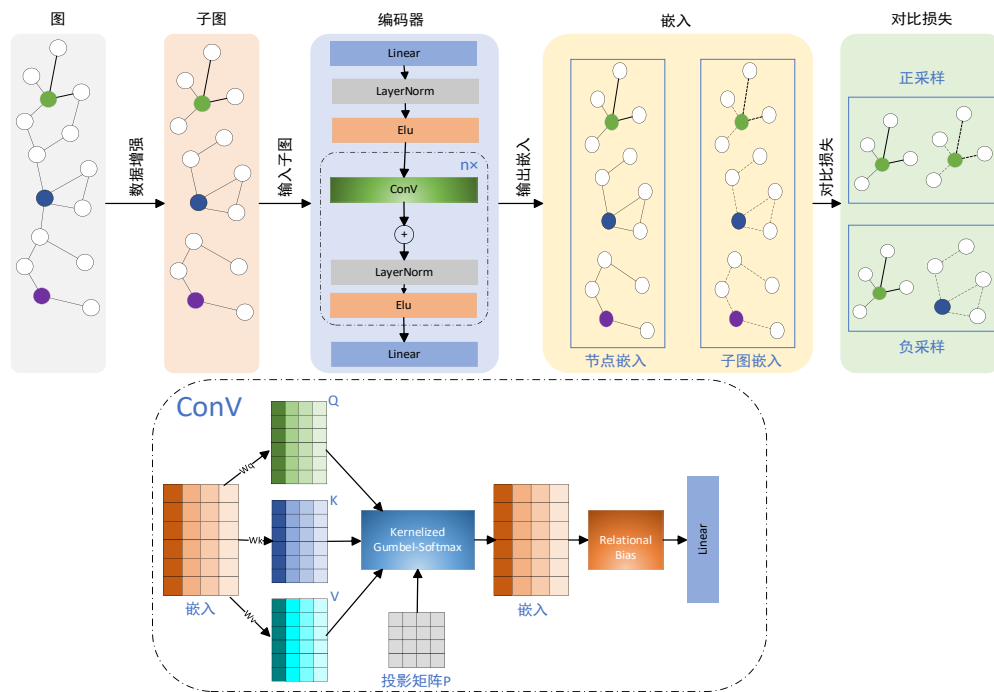 图
子图
编码器
嵌入
对比损失
数据增强
输入子图
Linear
LayerNorm
Elu
n×
ConV
+
LayerNorm
Elu
Linear
输出嵌入
节点嵌入
子图嵌入
对比损失
正采样
负采样
ConV
Q
Wq
K
Wk
V
Wv
嵌入
Kernelized
Gumbel-Softmax
投影矩阵P
嵌入
Relational
Bias
Linear